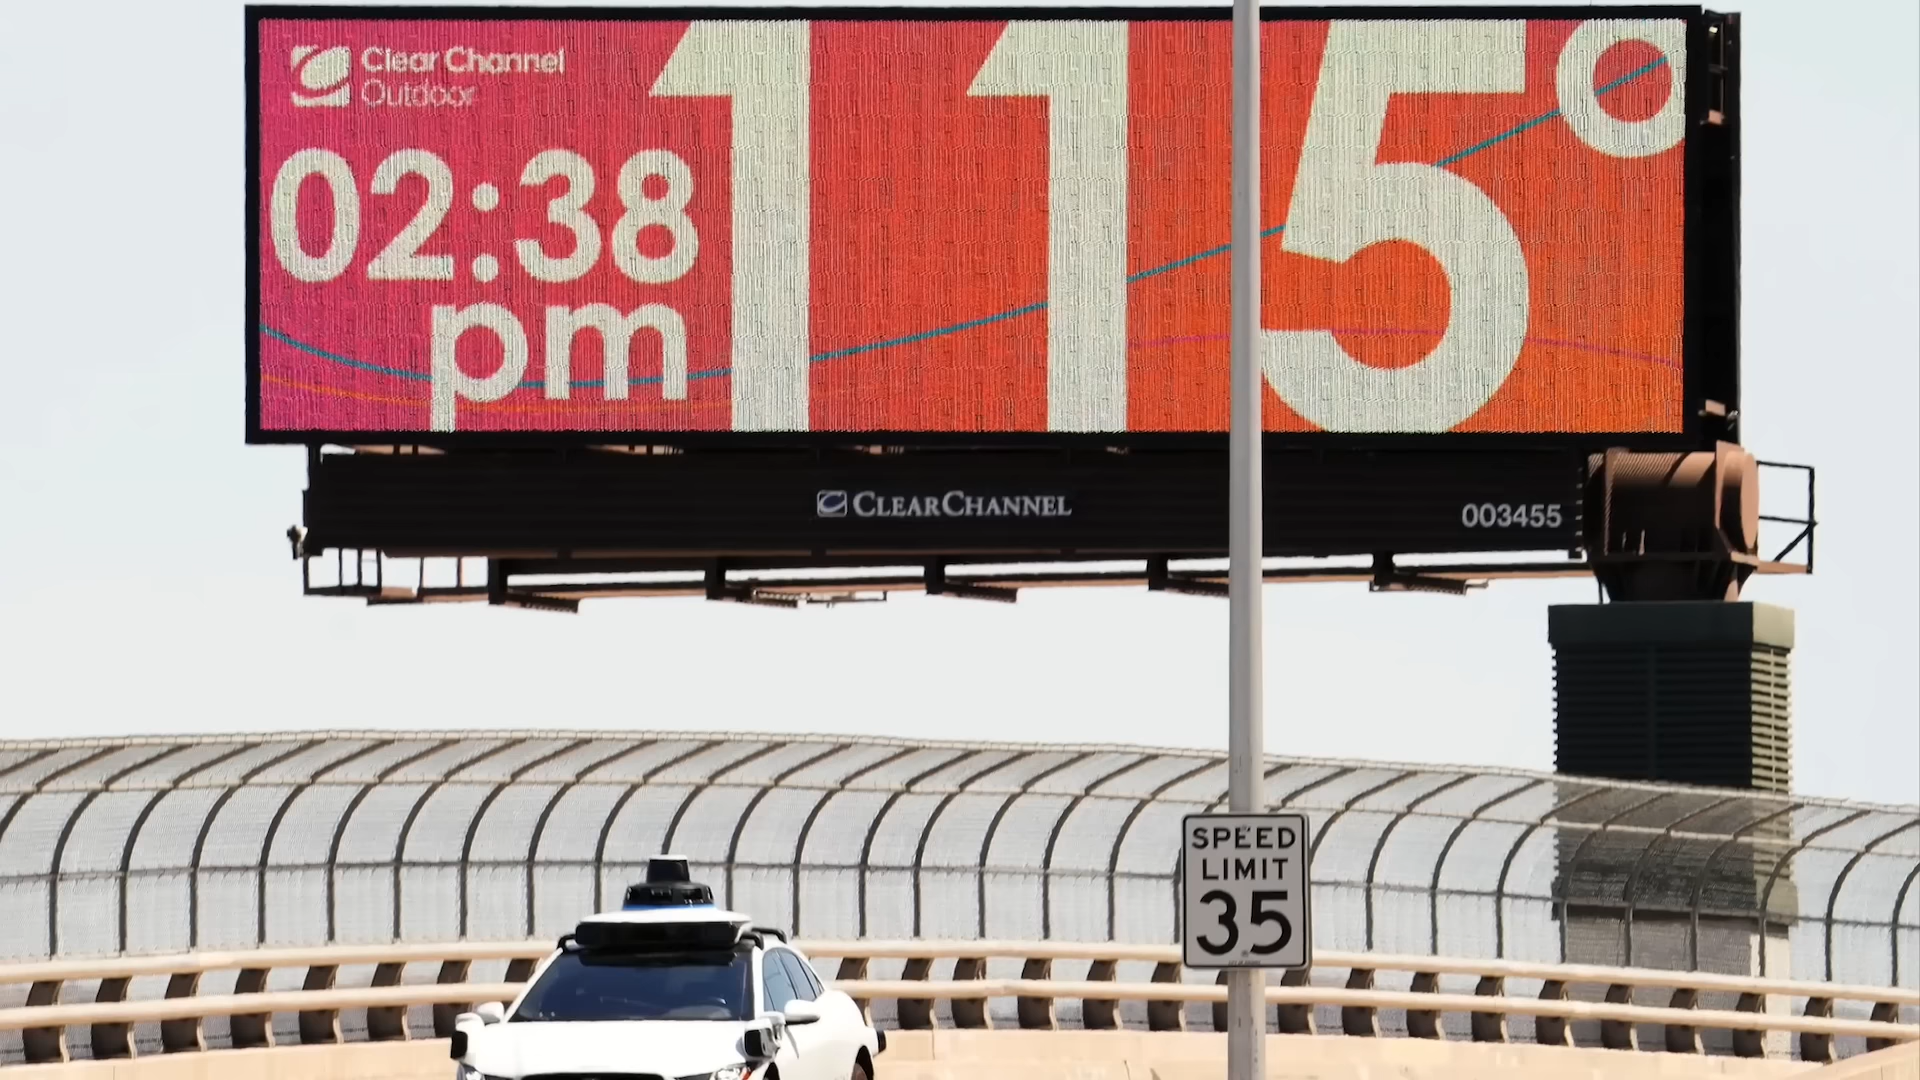 Clear Channel
Outdoor
02:38
pm
115°
CLEARCHANNEL
003455
SPEED
LIMIT
35